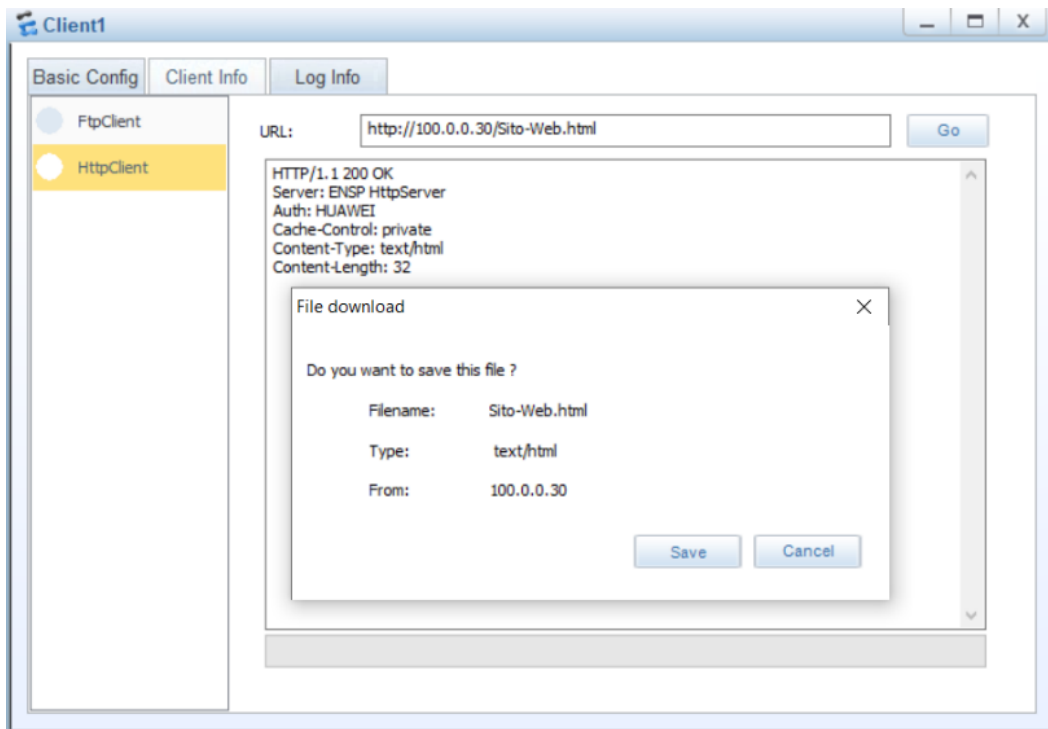 Client1
X
Basic Config Client Info Log Info
FtpClient
HttpClient
URL: http://100.0.0.30/Sito-Web.html Go
HTTP/1.1 200 OK
Server: ENSP HttpServer
Auth: HUAWEI
Cache-Control: private
Content-Type: text/html
Content-Length: 32
File download
Do you want to save this file ?
Filename: Sito-Web.html
Type: text/html
From: 100.0.0.30
Save Cancel